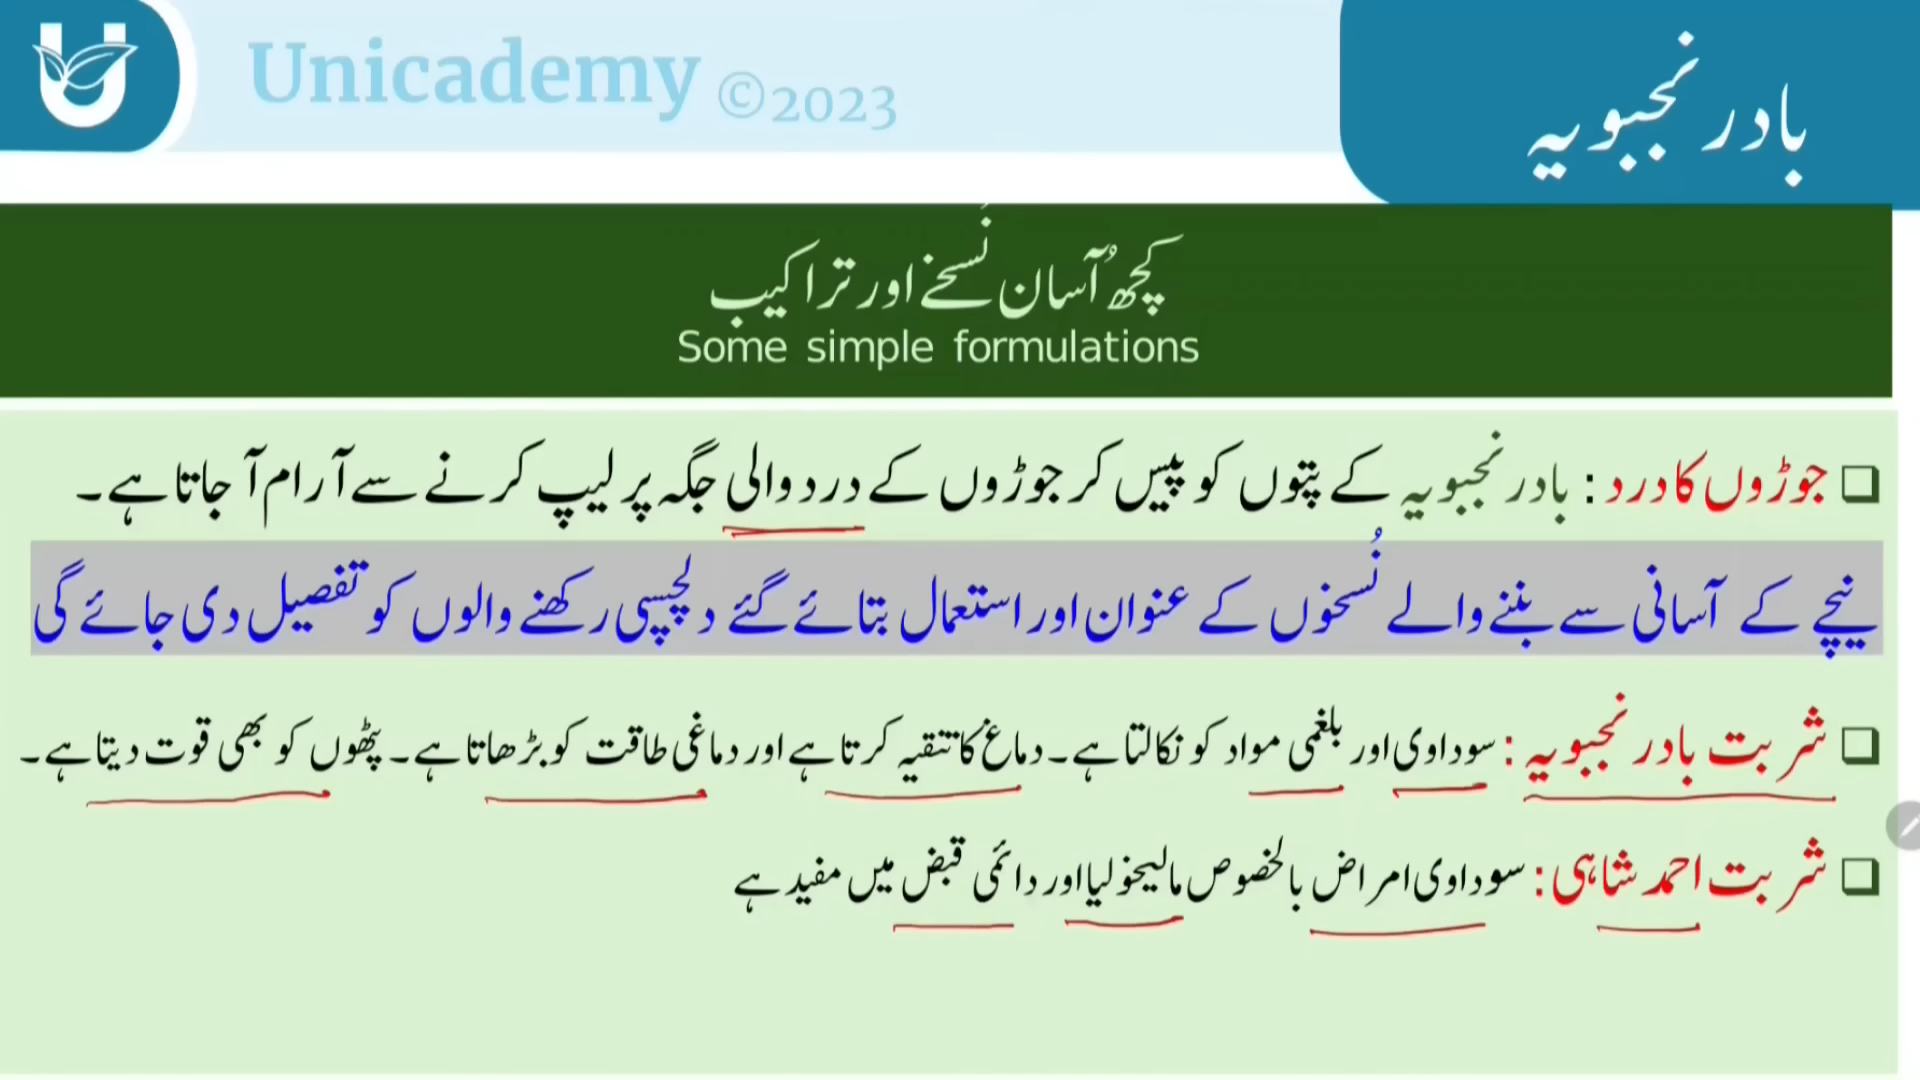 Unicademy ©2023
بادرنجبویہ
کچھ آسان نُسخے اور تراکیب
Some simple formulations
جوڑوں کا درد : بادرنجبویہ کے پتوں کو پیس کر جوڑوں کے درد والی جگہ پر لیپ کرنے سے آرام آ جاتا ہے۔
نیچے کے آسانی سے بننے والے نُسخوں کے عنوان اور استعمال بتائے گئے دلچسپی رکھنے والوں کو تفصیل دی جائے گی
شربت بادرنجبویہ : سوداوی اور بلغمی مواد کو نکالتا ہے۔ دماغ کا تنقیہ کرتا ہے اور دماغی طاقت کو بڑھاتا ہے۔ پٹھوں کو بھی قوت دیتا ہے۔
شربت احمد شاہی : سوداوی امراض بالخصوص مالیخولیا اور دائمی قبض میں مفید ہے